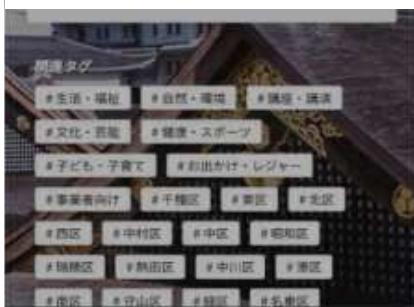 関連タグ
#生活・福祉 #自然・環境 #講座・講演
#文化・芸能 #健康・スポーツ
#子ども・子育て #お出かけ・レジャー
#事業者向け #千種区 #東区 #北区
#西区 #中村区 #中区 #昭和区
#瑞穂区 #熱田区 #中川区 #港区
#南区 #守山区 #緑区 #名東区